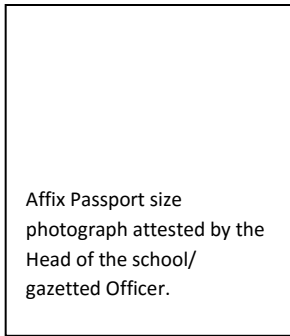 Affix Passport size
photograph attested by the
Head of the school/
gazetted Officer.